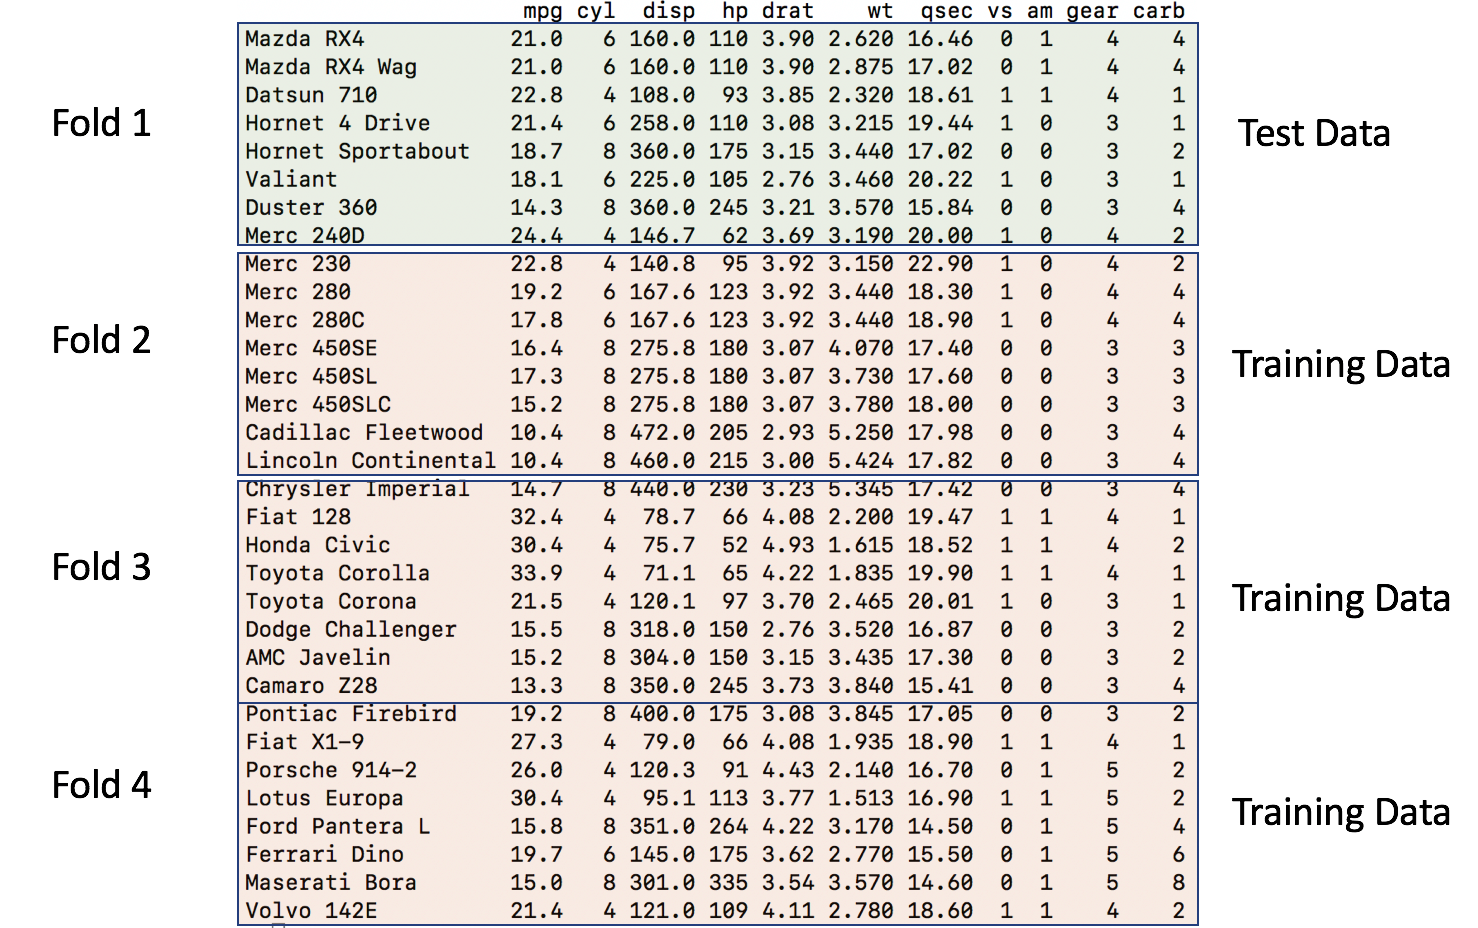 mpg cyl disp hp drat wt qsec vs am gear carb
Mazda RX4 21.0 6 160.0 110 3.90 2.620 16.46 0 1 4 4
Mazda RX4 Wag 21.0 6 160.0 110 3.90 2.875 17.02 0 1 4 4
Datsun 710 22.8 4 108.0 93 3.85 2.320 18.61 1 1 4 1
Fold 1
Hornet 4 Drive 21.4 6 258.0 110 3.08 3.215 19.44 1 0 3 1
Test Data
Hornet Sportabout 18.7 8 360.0 175 3.15 3.440 17.02 0 0 3 2
Valiant 18.1 6 225.0 105 2.76 3.460 20.22 1 0 3 1
Duster 360 14.3 8 360.0 245 3.21 3.570 15.84 0 0 3 4
Merc 240D 24.4 4 146.7 62 3.69 3.190 20.00 1 0 4 2
Merc 230 22.8 4 140.8 95 3.92 3.150 22.90 1 0 4 2
Merc 280 19.2 6 167.6 123 3.92 3.440 18.30 1 0 4 4
Merc 280C 17.8 6 167.6 123 3.92 3.440 18.90 1 0 4 4
Fold 2
Merc 450SE 16.4 8 275.8 180 3.07 4.070 17.40 0 0 3 3
Training Data
Merc 450SL 17.3 8 275.8 180 3.07 3.730 17.60 0 0 3 3
Merc 450SLC 15.2 8 275.8 180 3.07 3.780 18.00 0 0 3 3
Cadillac Fleetwood 10.4 8 472.0 205 2.93 5.250 17.98 0 0 3 4
Lincoln Continental 10.4 8 460.0 215 3.00 5.424 17.82 0 0 3 4
Chrysler Imperial 14.7 8 440.0 230 3.23 5.345 17.42 0 0 3 4
Fiat 128 32.4 4 78.7 66 4.08 2.200 19.47 1 1 4 1
Honda Civic 30.4 4 75.7 52 4.93 1.615 18.52 1 1 4 2
Fold 3
Toyota Corolla 33.9 4 71.1 65 4.22 1.835 19.90 1 1 4 1
Training Data
Toyota Corona 21.5 4 120.1 97 3.70 2.465 20.01 1 0 3 1
Dodge Challenger 15.5 8 318.0 150 2.76 3.520 16.87 0 0 3 2
AMC Javelin 15.2 8 304.0 150 3.15 3.435 17.30 0 0 3 2
Camaro Z28 13.3 8 350.0 245 3.73 3.840 15.41 0 0 3 4
Pontiac Firebird 19.2 8 400.0 175 3.08 3.845 17.05 0 0 3 2
Fiat X1-9 27.3 4 79.0 66 4.08 1.935 18.90 1 1 4 1
Porsche 914-2 26.0 4 120.3 91 4.43 2.140 16.70 0 1 5 2
Fold 4
Lotus Europa 30.4 4 95.1 113 3.77 1.513 16.90 1 1 5 2
Training Data
Ford Pantera L 15.8 8 351.0 264 4.22 3.170 14.50 0 1 5 4
Ferrari Dino 19.7 6 145.0 175 3.62 2.770 15.50 0 1 5 6
Maserati Bora 15.0 8 301.0 335 3.54 3.570 14.60 0 1 5 8
Volvo 142E 21.4 4 121.0 109 4.11 2.780 18.60 1 1 4 2